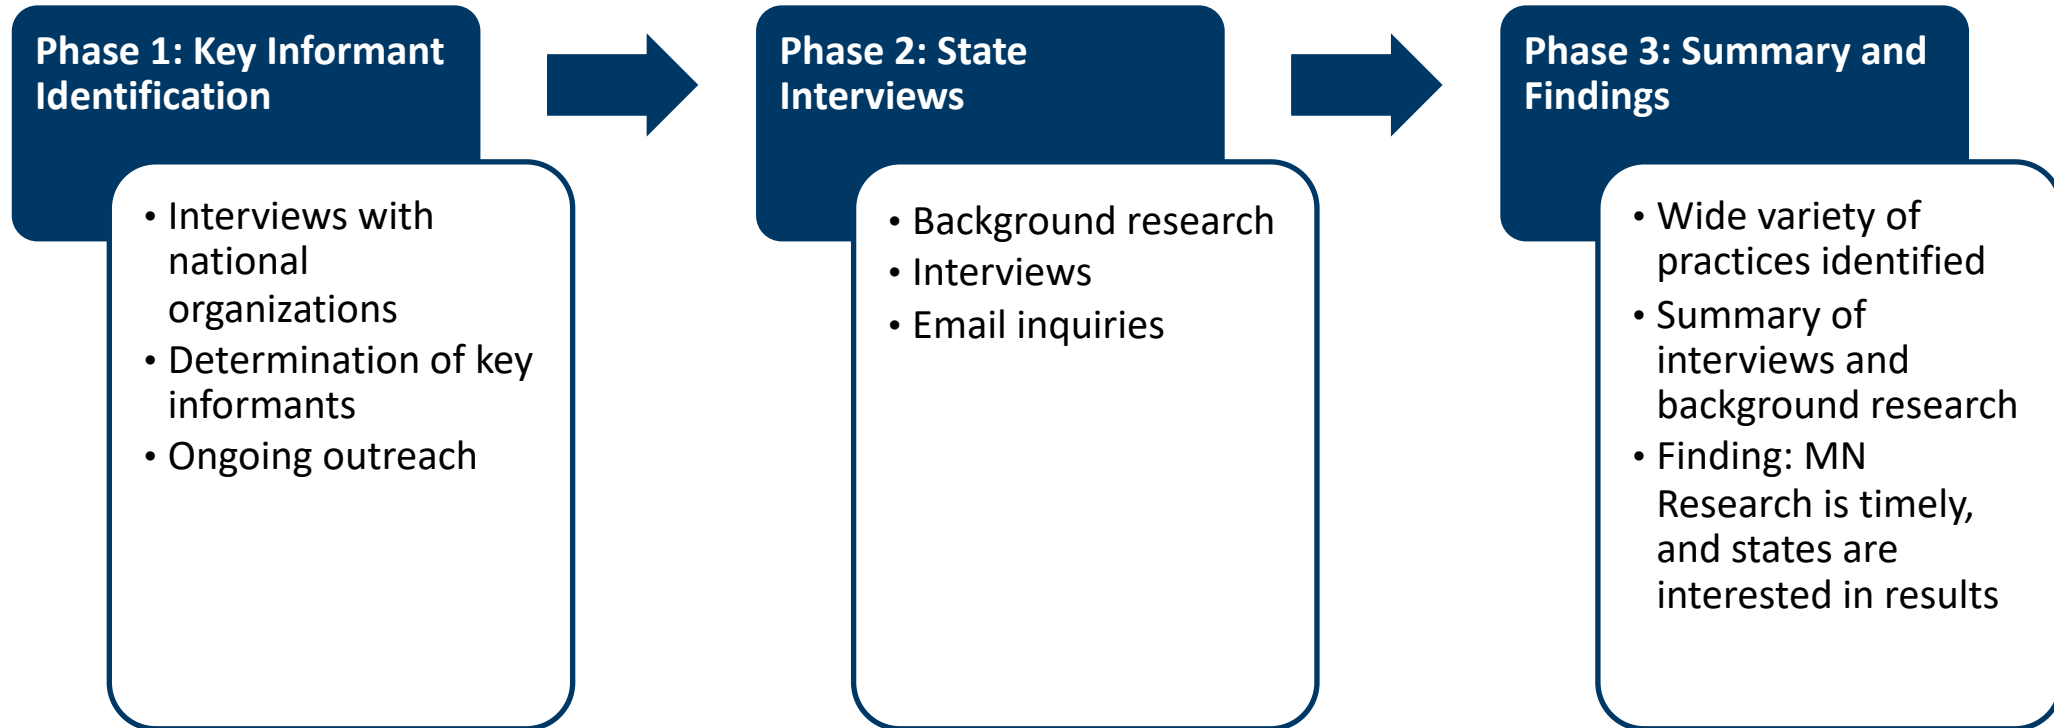 Phase 1: Key Informant
Identification
• Interviews with
national
organizations
• Determination of key
informants
• Ongoing outreach
Phase 2: State
Interviews
• Background research
• Interviews
• Email inquiries
Phase 3: Summary and
Findings
• Wide variety of
practices identified
• Summary of
interviews and
background research
• Finding: MN
Research is timely,
and states are
interested in results